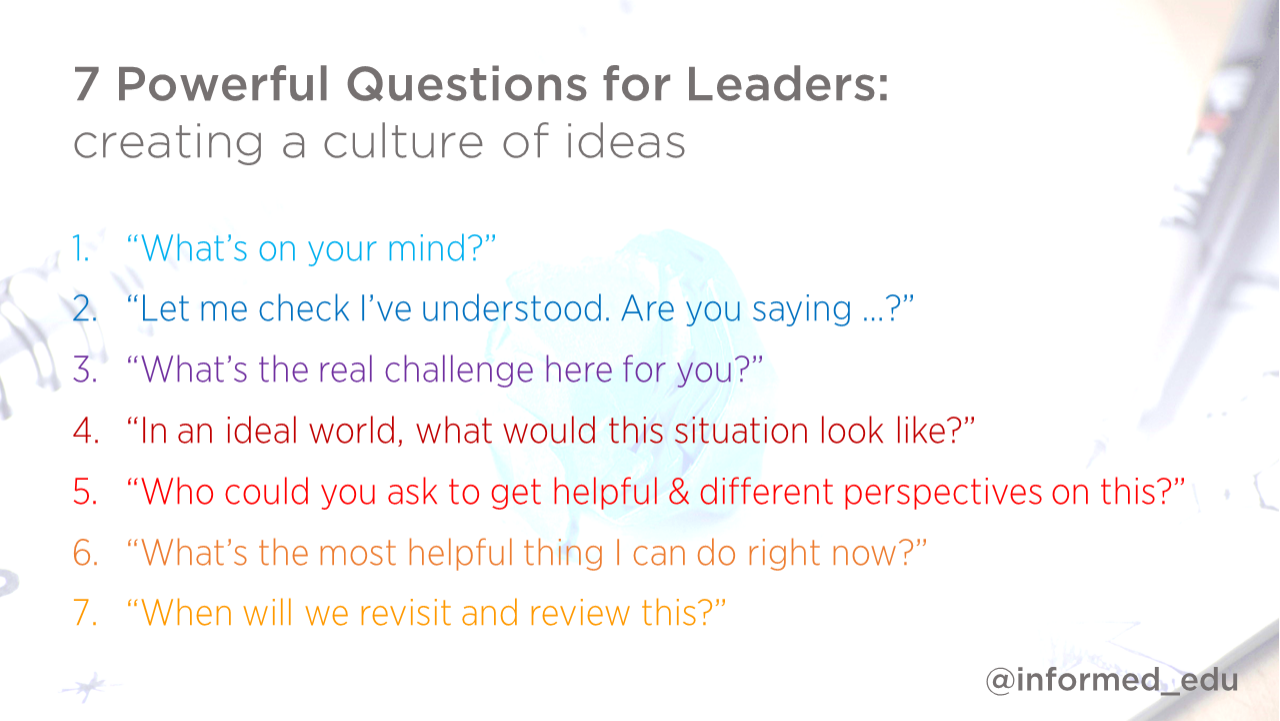 7 Powerful Questions for Leaders:
creating a culture of ideas
1. “What’s on your mind?”
2. “Let me check I’ve understood. Are you saying ...?”
3. “What’s the real challenge here for you?”
4. “In an ideal world, what would this situation look like?”
5. “Who could you ask to get helpful & different perspectives on this?”
6. “What’s the most helpful thing I can do right now?”
7. “When will we revisit and review this?”
@informed_edu